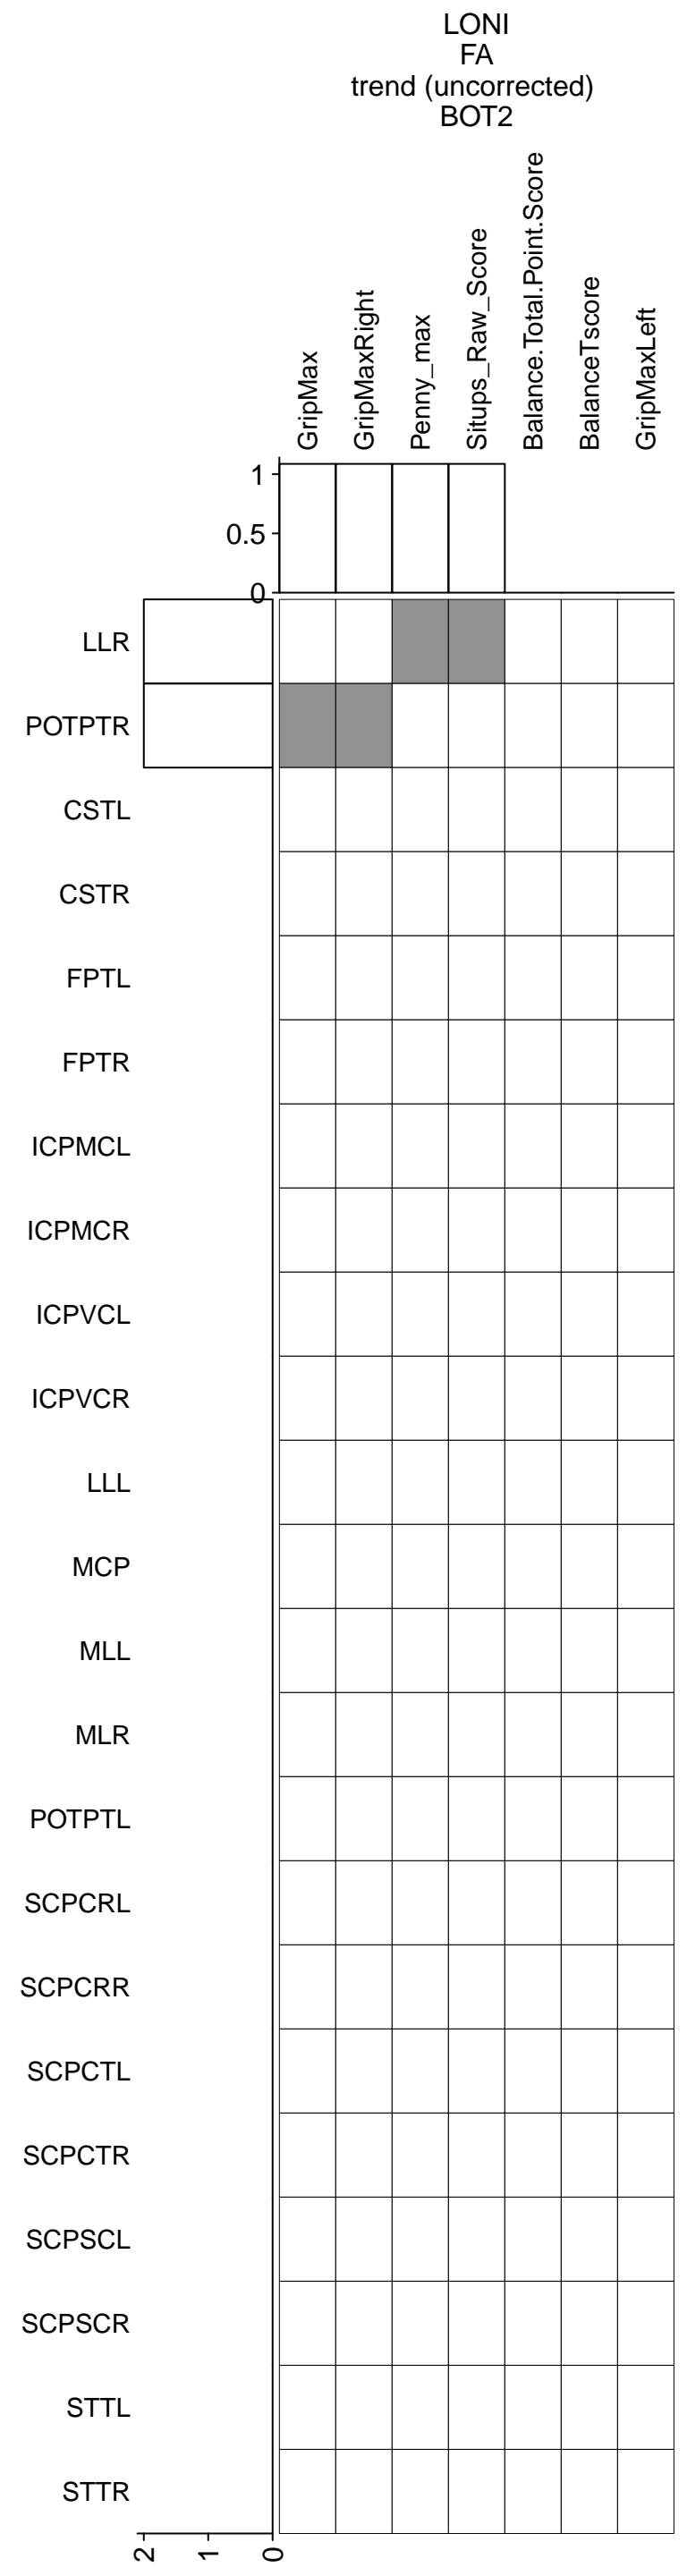 LONI
FA
trend (uncorrected)
BOT2
GripMax
GripMaxRight
Penny_max
Situps_Raw_Score
Balance.Total.Point.Score
BalanceTscore
GripMaxLeft
1
0.5
0
LLR
POTPTR
CSTL
CSTR
FPTL
FPTR
ICPMCL
ICPMCR
ICPVCL
ICPVCR
LLL
MCP
MLL
MLR
POTPTL
SCPCRL
SCPCRR
SCPCTL
SCPCTR
SCPSCL
SCPSCR
STTL
STTR
2 1 0